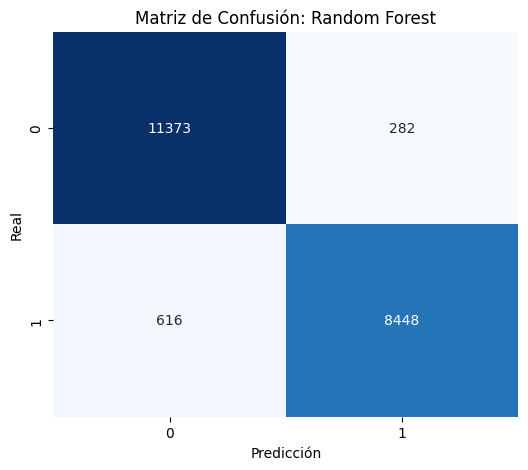 Matriz de Confusión: Random Forest
Real
0
11373
282
1
616
8448
0
1
Predicción